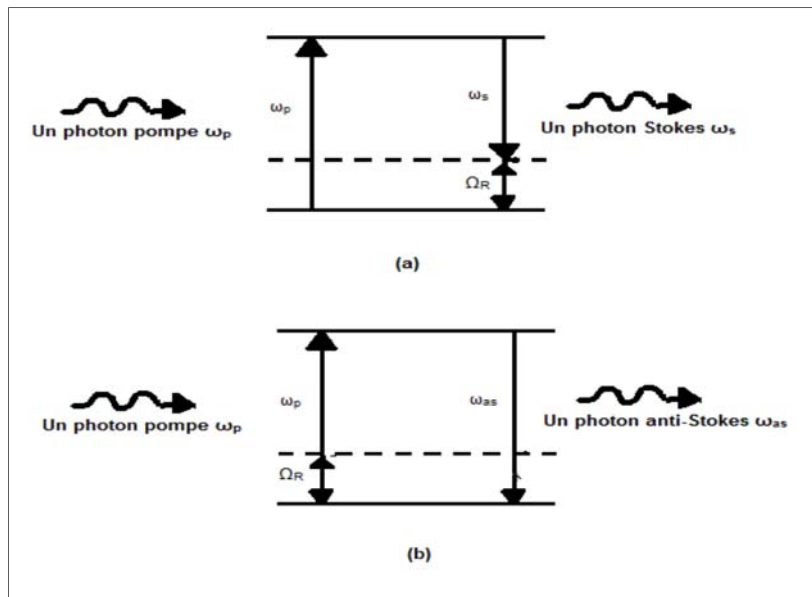 ωp
ωs
Un photon pompe ωp
Un photon Stokes ωs
ΩR
(a)
ωp
ωas
Un photon pompe ωp
Un photon anti-Stokes ωas
ΩR
(b)